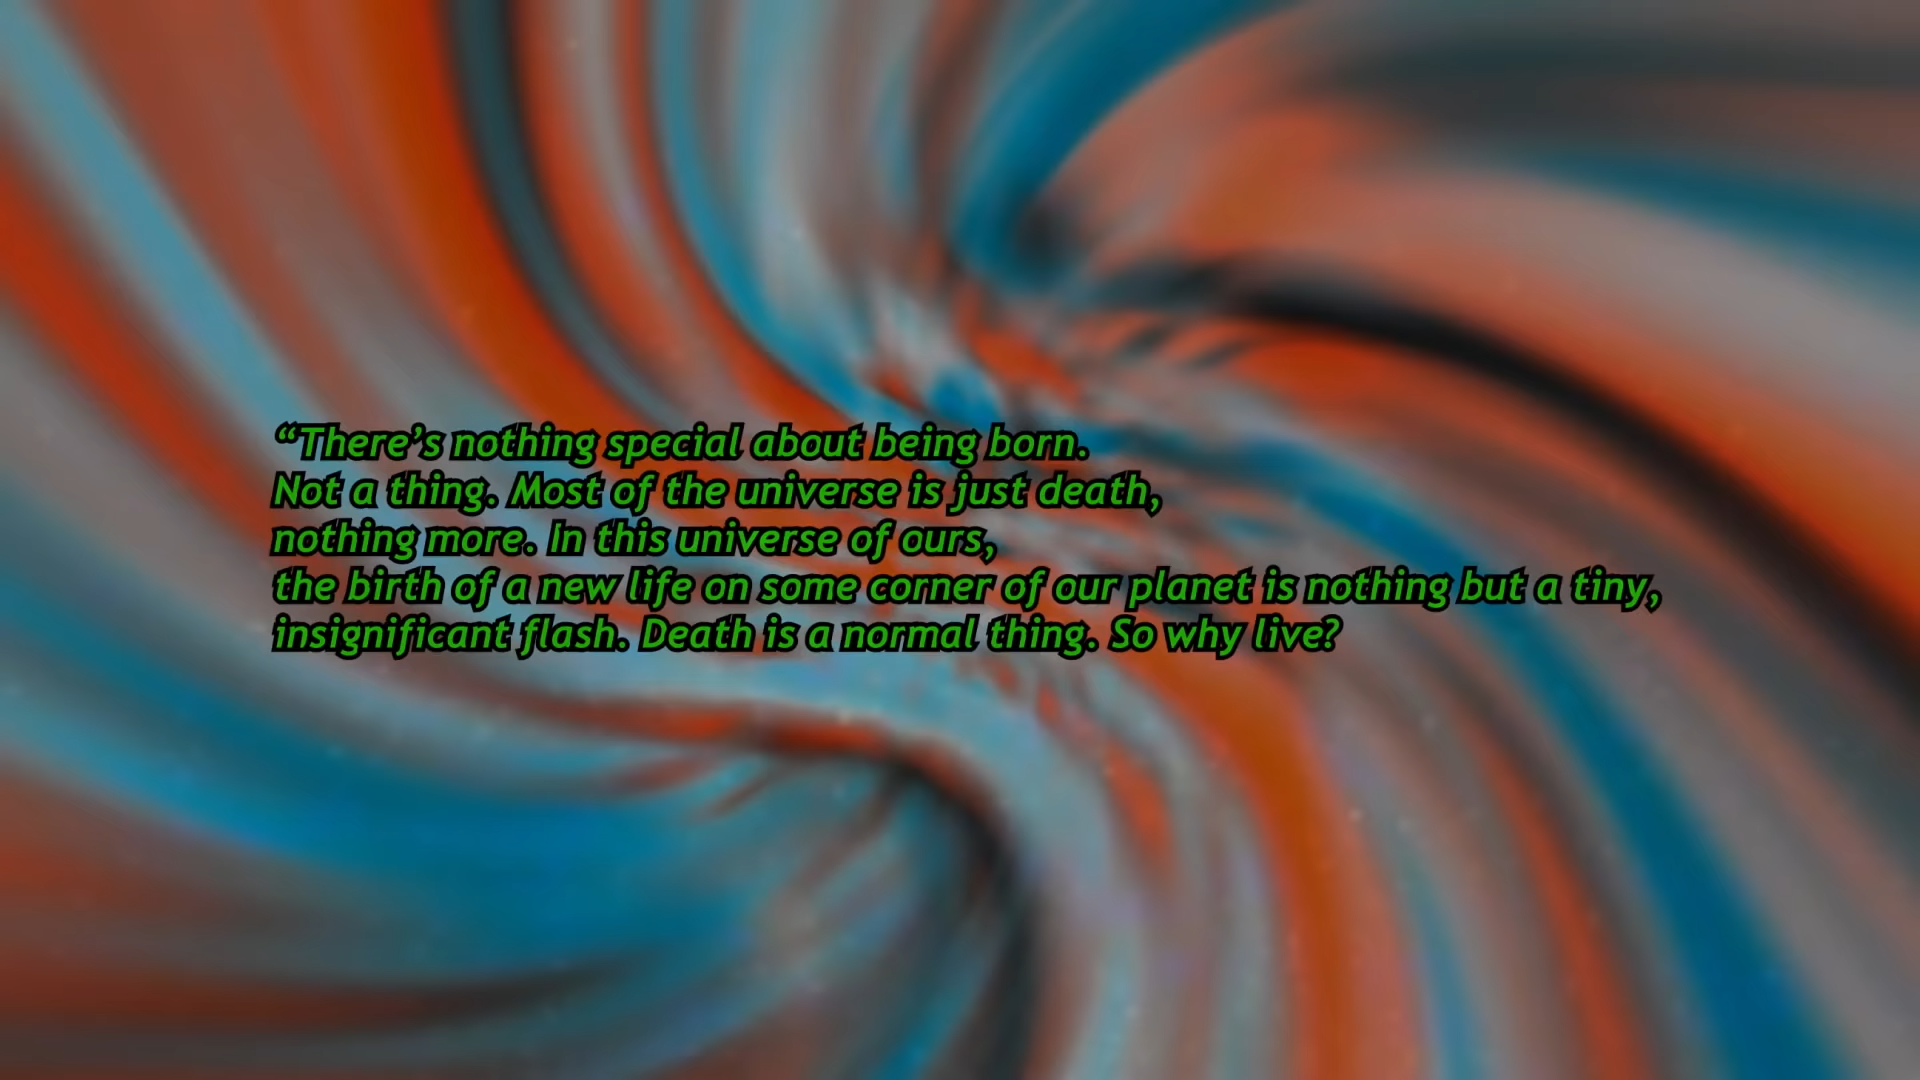 “There’s nothing special about being born.
Not a thing. Most of the universe is just death,
nothing more. In this universe of ours,
the birth of a new life on some corner of our planet is nothing but a tiny,
insignificant flash. Death is a normal thing. So why live?